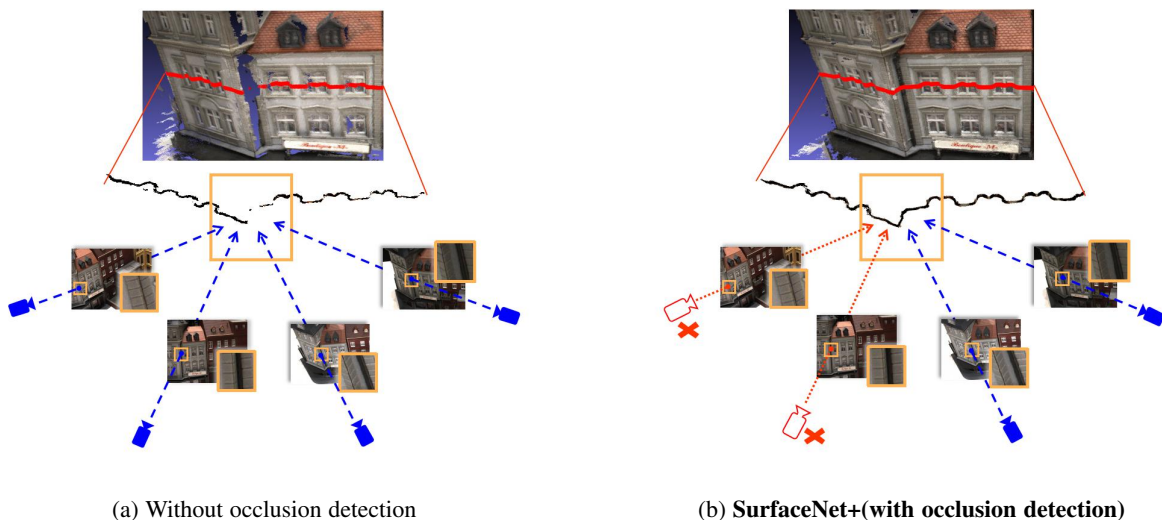 (a) Without occlusion detection
(b) SurfaceNet+(with occlusion detection)